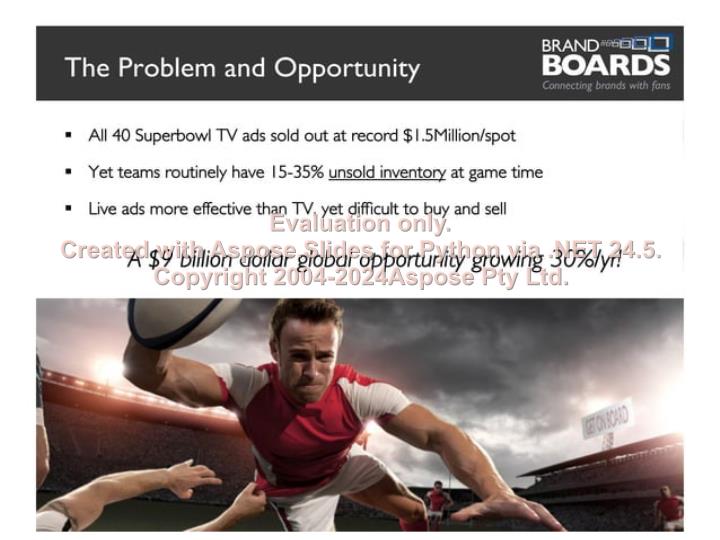 The Problem and Opportunity
BRAND
BOARDS
Connecting brands with fans
▪ All 40 Superbowl TV ads sold out at record $1.5Million/spot
▪ Yet teams routinely have 15-35% unsold inventory at game time
▪ Live ads more effective than TV, yet difficult to buy and sell
Evaluation only.
Created with Aspose.Slides for Python via .NET 24.5.
Copyright 2004-2024Aspose Pty Ltd.
A $9 billion dollar global opportunity growing 30%/yr!
GET ON BOARD